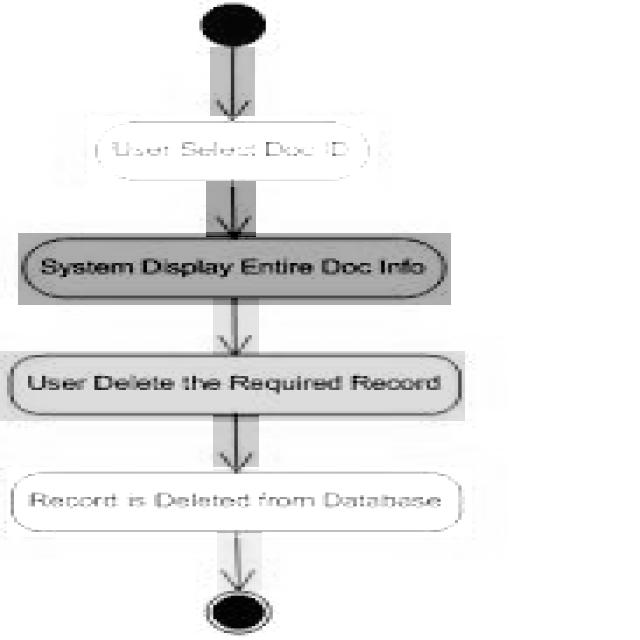 User Select Doc ID
System Display Entire Doc Info
User Delete the Required Record
Record is Deleted from Database